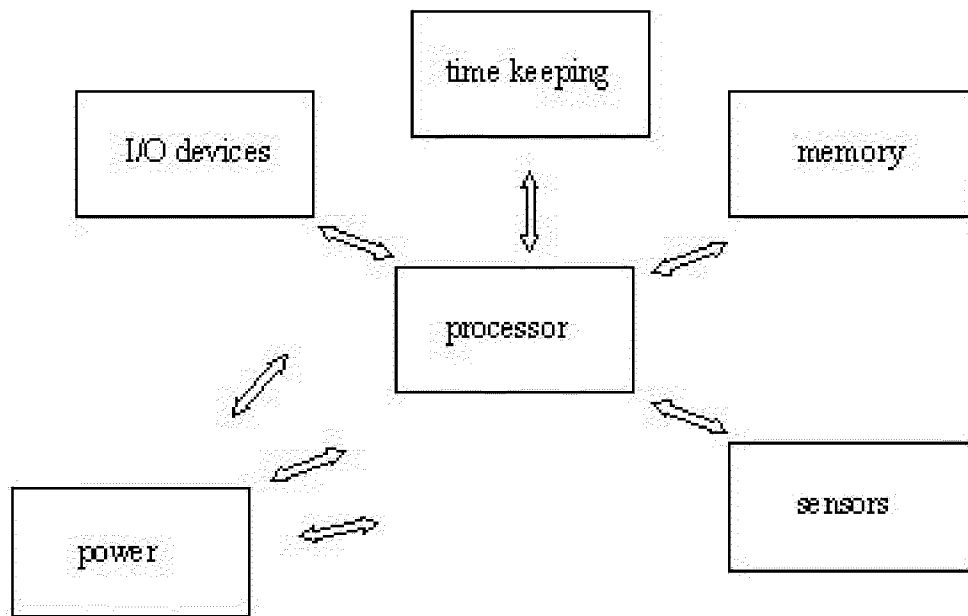 time keeping
I/O devices
memory
processor
sensors
power